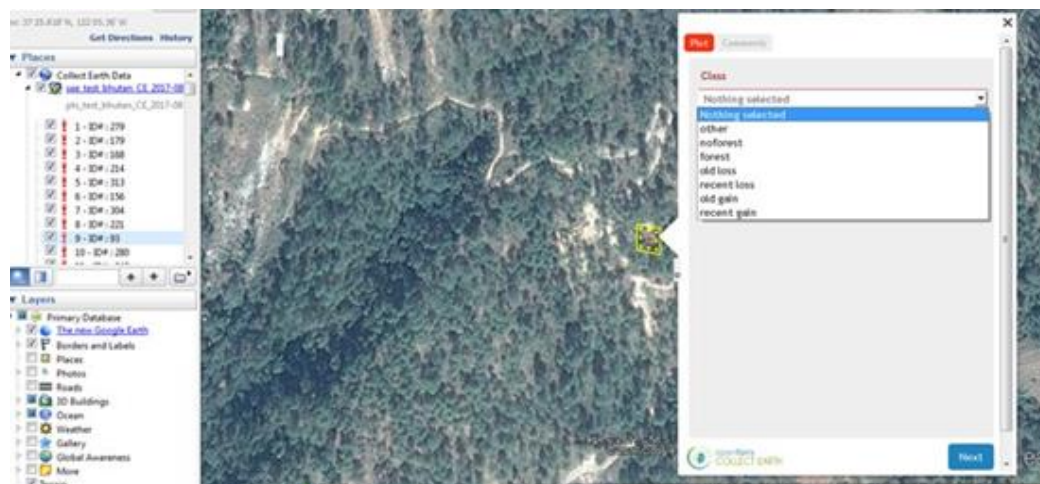 Get Directions History
Places
Collect Earth Data
1 - ID# : 279
2 - ID# : 179
3 - ID# : 168
4 - ID# : 214
5 - ID# : 313
6 - ID# : 156
7 - ID# : 304
8 - ID# : 221
9 - ID# : 93
10 - ID# : 280
Layers
Primary Database
The new Google Earth
Borders and Labels
Places
Photos
Roads
3D Buildings
Ocean
Weather
Gallery
Global Awareness
More
Plot Comments
Class
Nothing selected
Nothing selected
other
noforest
forest
old loss
recent loss
old gain
recent gain
COLLECT EARTH
Next